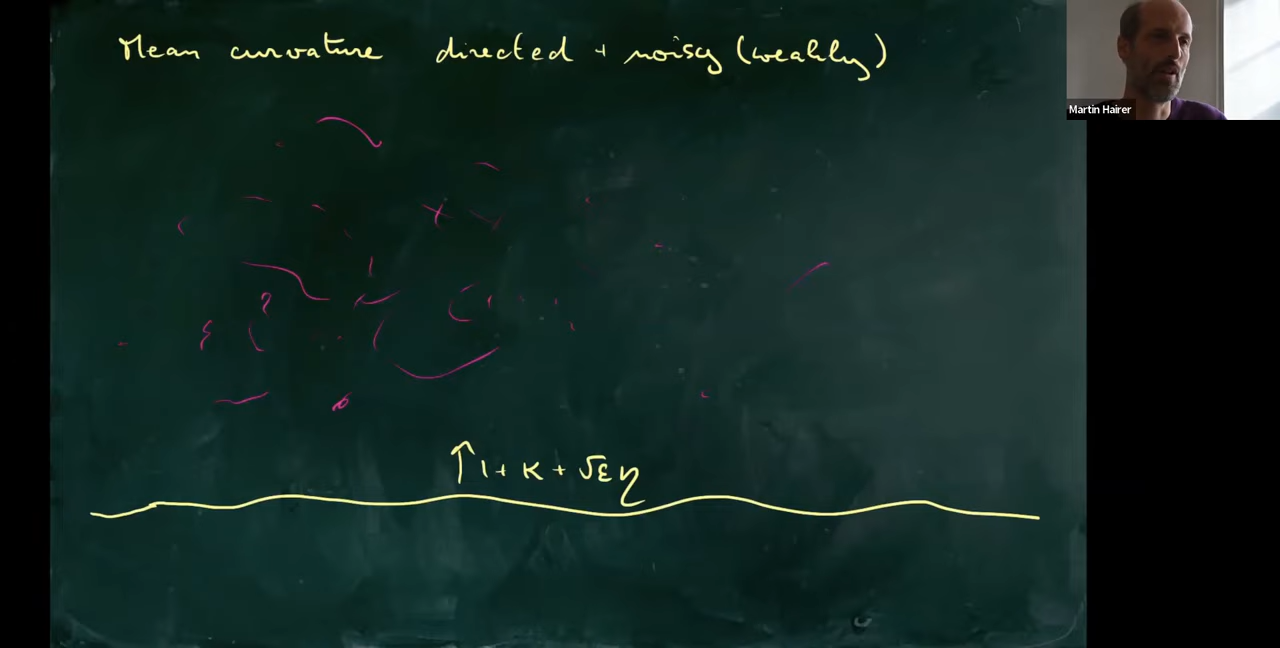 Mean curvature directed + noisy (weakly)
Martin Hairer
↑ 1 + κ + √ε η